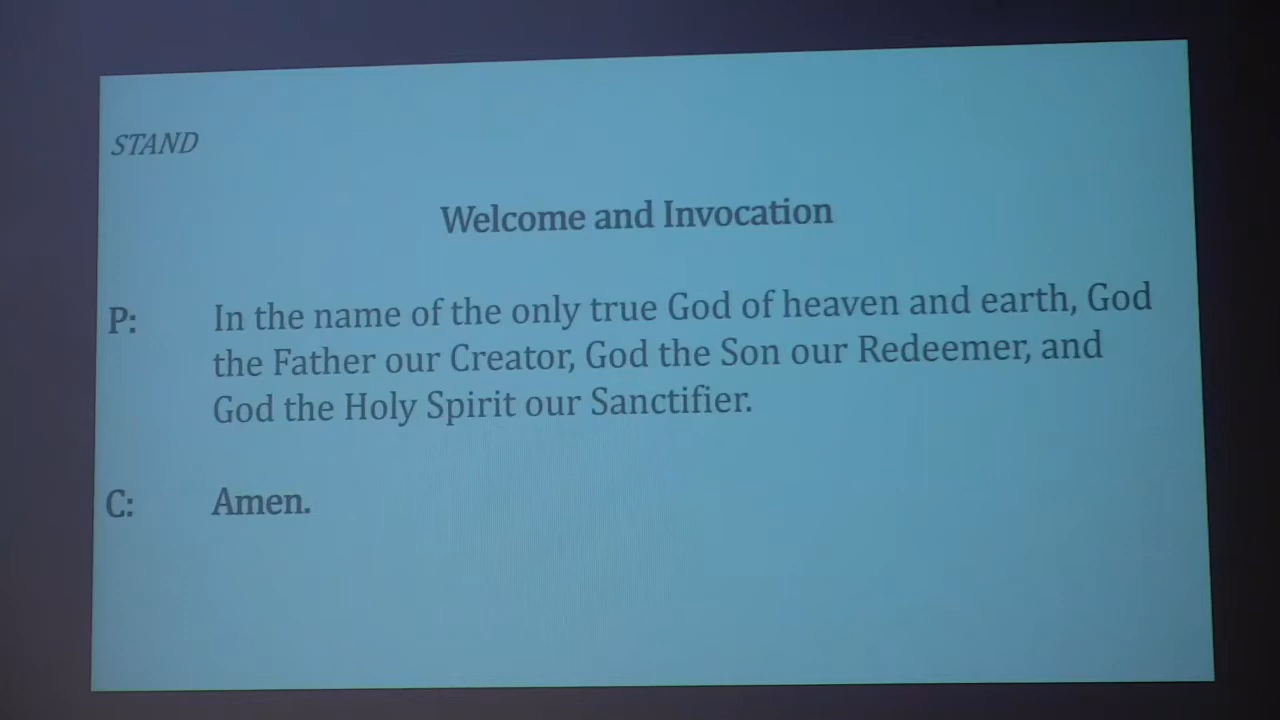 STAND
Welcome and Invocation
P: In the name of the only true God of heaven and earth, God
the Father our Creator, God the Son our Redeemer, and
God the Holy Spirit our Sanctifier.
C: Amen.